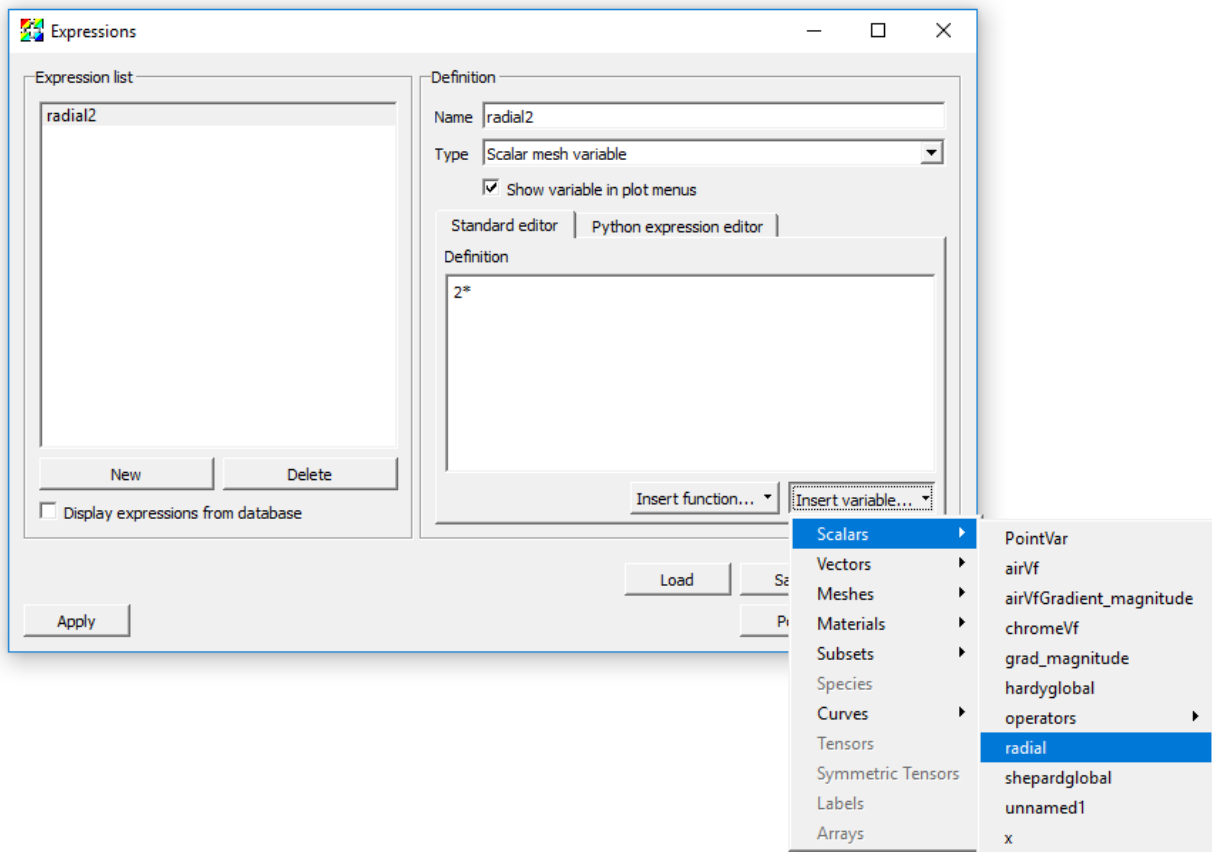 Expressions
Expression list
radial2
New
Delete
Display expressions from database
Apply
Definition
Name radial2
Type Scalar mesh variable
Show variable in plot menus
Standard editor
Python expression editor
Definition
2*
Insert function...
Insert variable...
Load
Scalars
Vectors
Meshes
Materials
Subsets
Species
Curves
Tensors
Symmetric Tensors
Labels
Arrays
PointVar
airVf
airVfGradient_magnitude
chromeVf
grad_magnitude
hardyglobal
operators
radial
shepardglobal
unnamed1
x